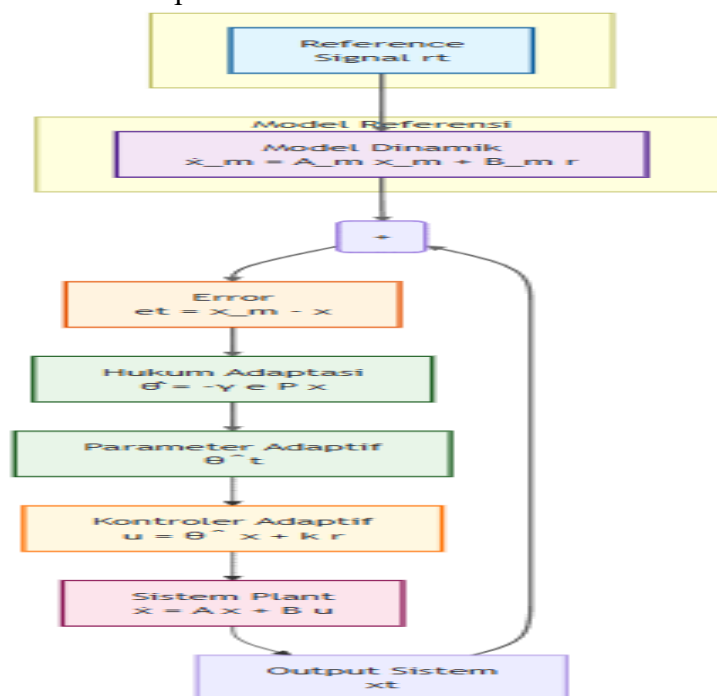 Reference
Signal rt
Model Referensi
Model Dinamik
ẋ_m = A_m x_m + B_m r
+
Error
et = x_m - x
Hukum Adaptasi
θ̂ = -γ e P x
Parameter Adaptif
θ^t
Kontroler Adaptif
u = θ^ x + k r
Sistem Plant
ẋ = A x + B u
Output Sistem
xt